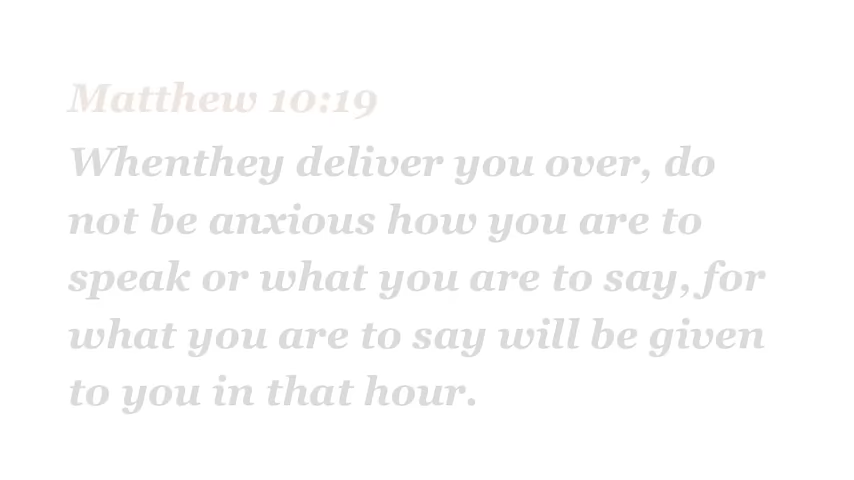 Matthew 10:19
Whenthey deliver you over, do
not be anxious how you are to
speak or what you are to say, for
what you are to say will be given
to you in that hour.